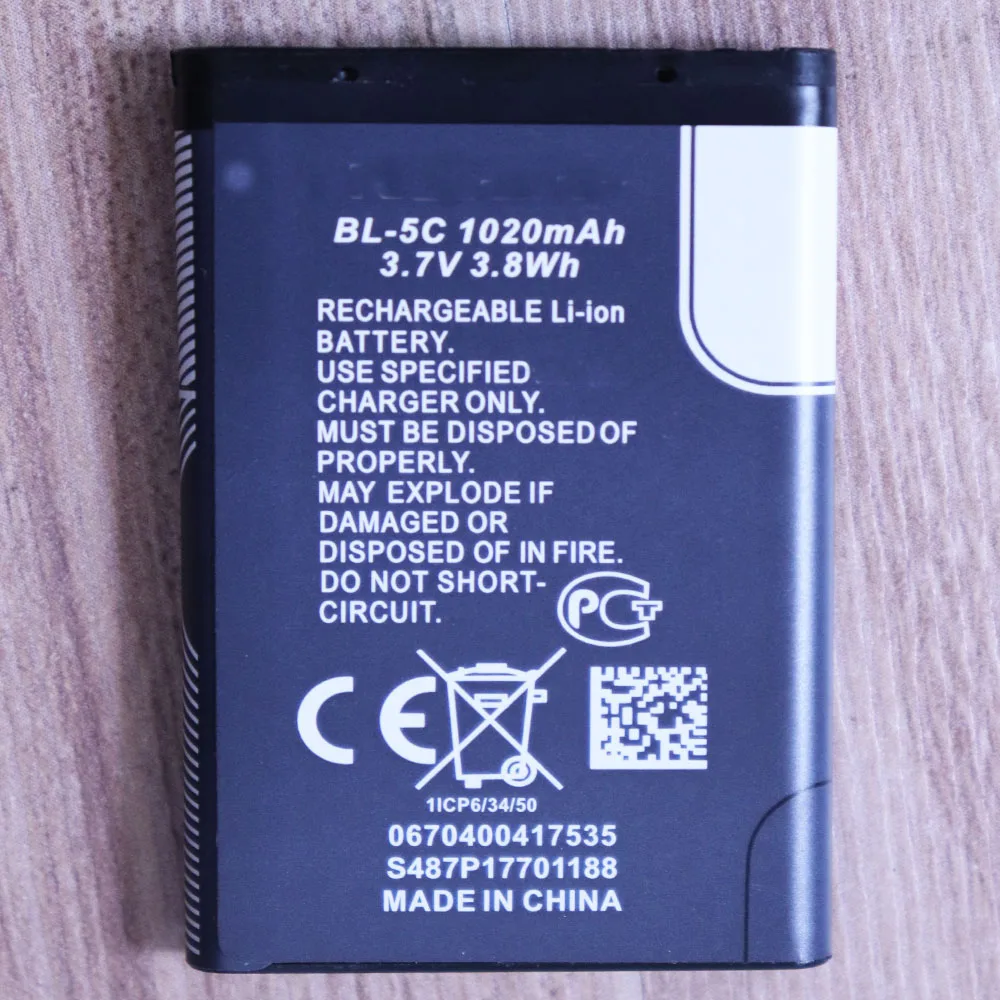 BL-5C 1020mAh
3.7V 3.8Wh
RECHARGEABLE Li-ion
BATTERY.
USE SPECIFIED
CHARGER ONLY.
MUST BE DISPOSED OF
PROPERLY.
MAY EXPLODE IF
DAMAGED OR
DISPOSED OF IN FIRE.
DO NOT SHORT-
CIRCUIT.
PCT
CE
1ICP6/34/50
0670400417535
S487P17701188
MADE IN CHINA